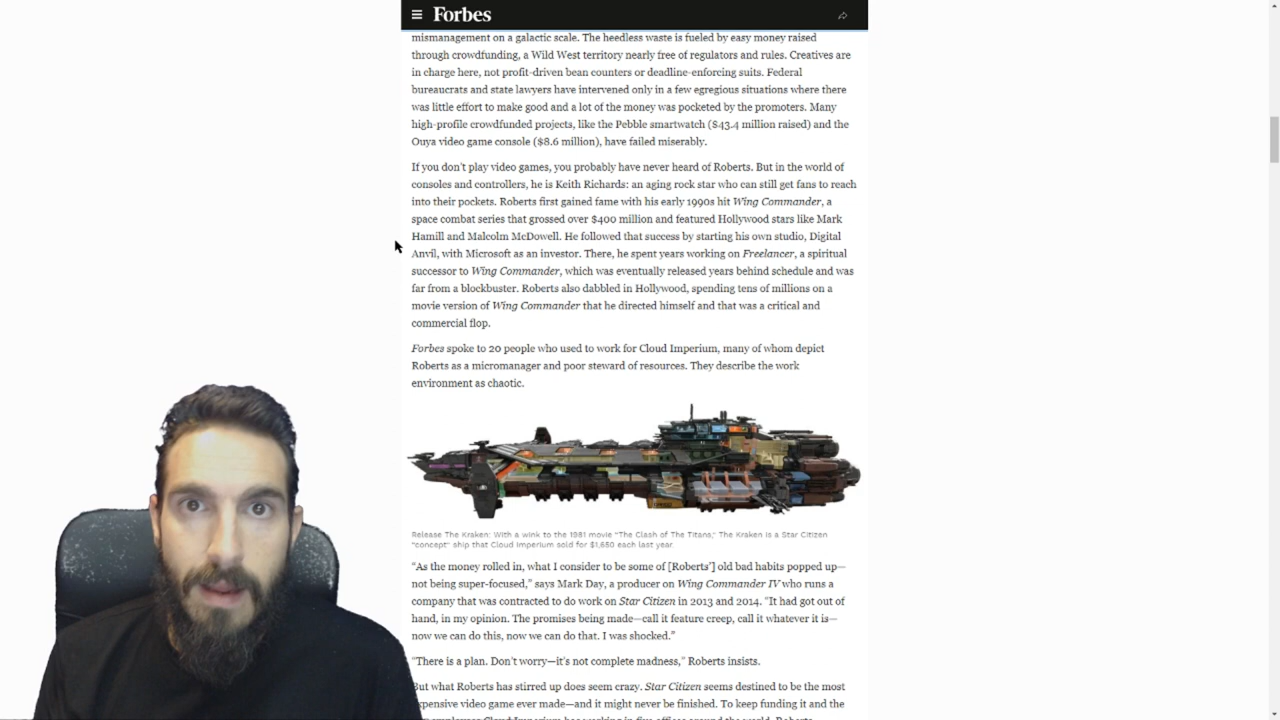 Forbes
mismanagement on a galactic scale. The heedless waste is fueled by easy money raised
through crowdfunding, a Wild West territory nearly free of regulators and rules. Creatives are
in charge here, not profit-driven bean counters or deadline-enforcing suits. Federal
bureaucrats and state lawyers have intervened only in a few egregious situations where there
was little effort to make good and a lot of the money was pocketed by the promoters. Many
high-profile crowdfunded projects, like the Pebble smartwatch ($43.4 million raised) and the
Ouya video game console ($8.6 million), have failed miserably.
If you don't play video games, you probably have never heard of Roberts. But in the world of
consoles and controllers, he is Keith Richards: an aging rock star who can still get fans to reach
into their pockets. Roberts first gained fame with his early 1990s hit Wing Commander, a
space combat series that grossed over $400 million and featured Hollywood stars like Mark
Hamill and Malcolm McDowell. He followed that success by starting his own studio, Digital
Anvil, with Microsoft as an investor. There, he spent years working on Freelancer, a spiritual
successor to Wing Commander, which was eventually released years behind schedule and was
far from a blockbuster. Roberts also dabbled in Hollywood, spending tens of millions on a
movie version of Wing Commander that he directed himself and that was a critical and
commercial flop.
Forbes spoke to 20 people who used to work for Cloud Imperium, many of whom depict
Roberts as a micromanager and poor steward of resources. They describe the work
environment as chaotic.
Release The Kraken: With a wink to the 1981 movie "The Clash of The Titans," The Kraken is a Star Citizen
"concept" ship that Cloud Imperium sold for $1,650 each last year.
“As the money rolled in, what I consider to be some of [Roberts’] old bad habits popped up—
not being super-focused,” says Mark Day, a producer on Wing Commander IV who runs a
company that was contracted to do work on Star Citizen in 2013 and 2014. “It had got out of
hand, in my opinion. The promises being made—call it feature creep, call it whatever it is—
now we can do this, now we can do that. I was shocked.”
“There is a plan. Don’t worry—it’s not complete madness,” Roberts insists.
But what Roberts has stirred up does seem crazy. Star Citizen seems destined to be the most
expensive video game ever made—and it might never be finished. To keep funding it and the